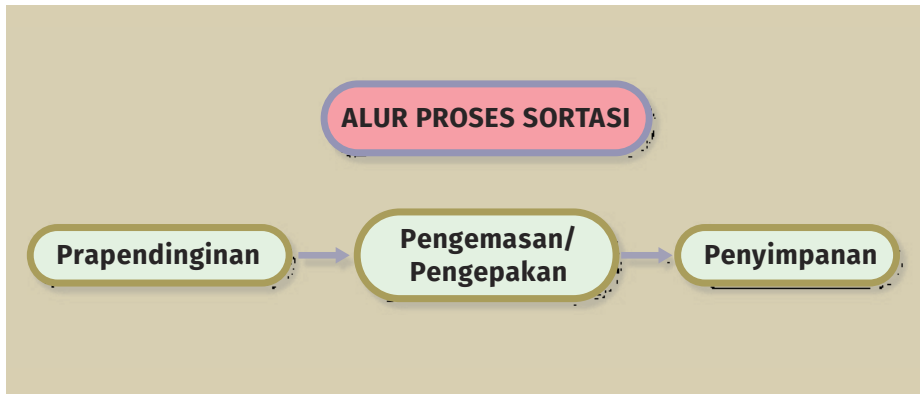 ALUR PROSES SORTASI
Prapendinginan
Pengemasan/
Pengepakan
Penyimpanan